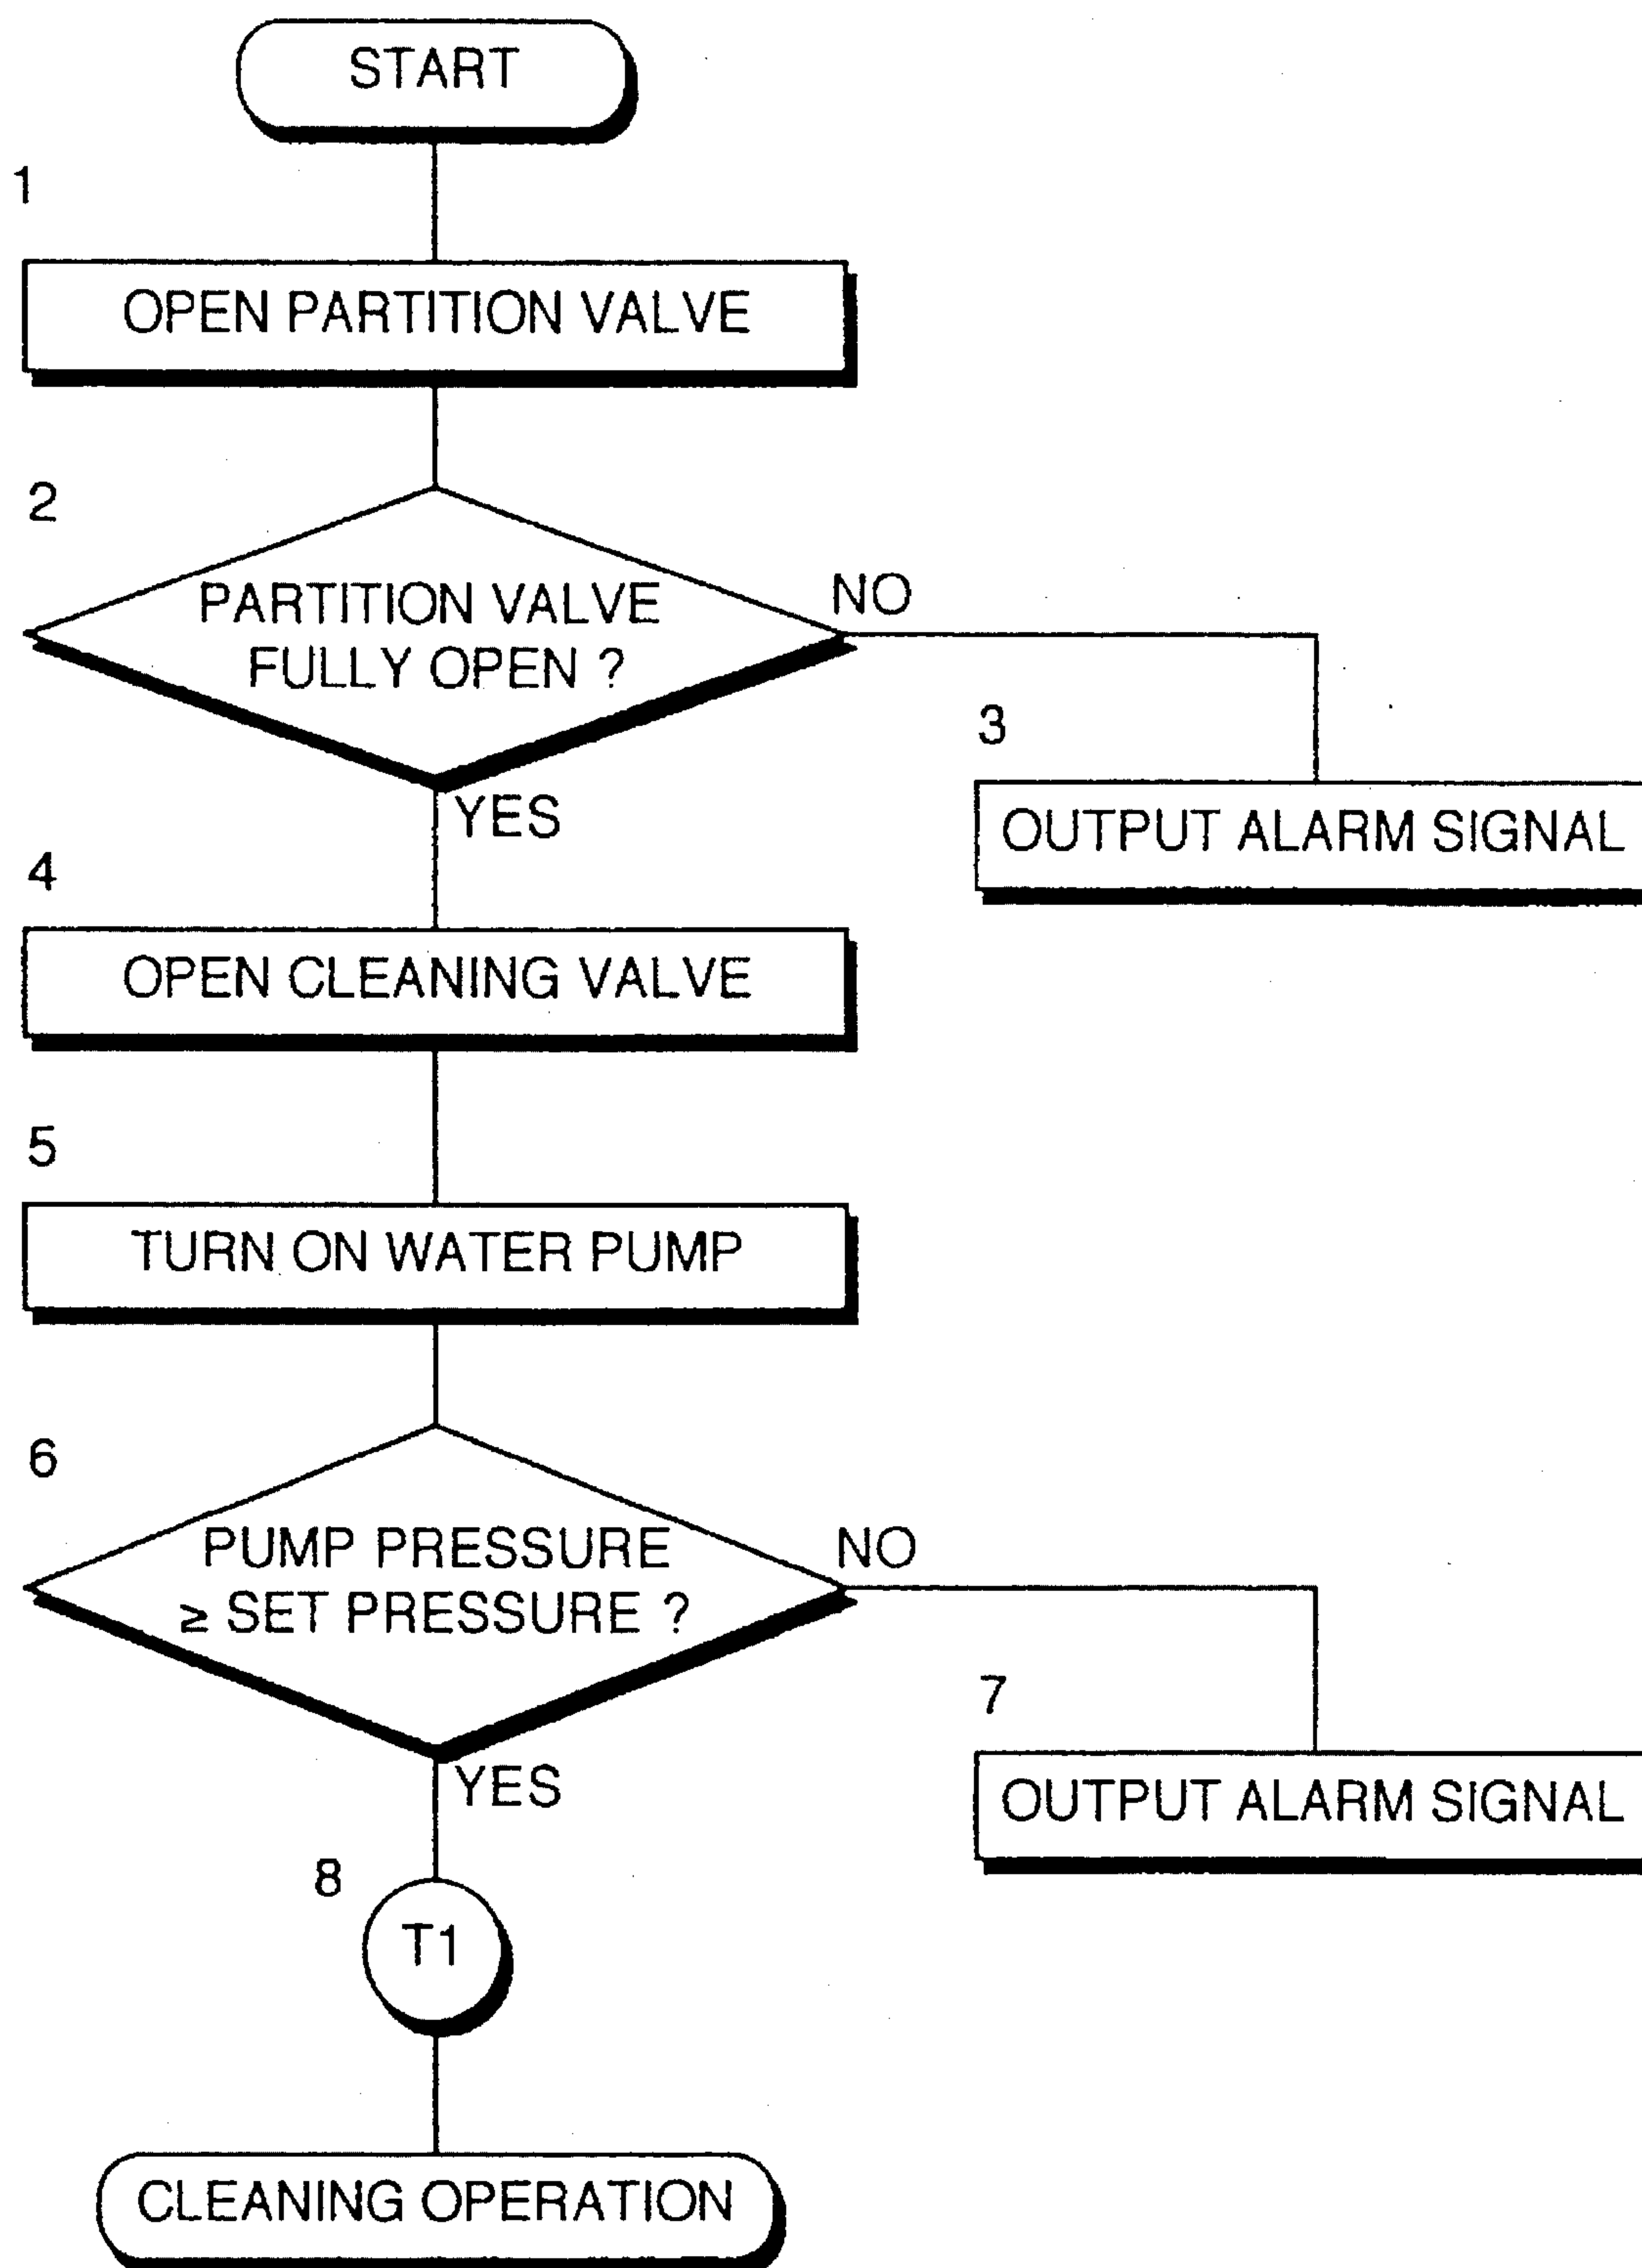 START
1
OPEN PARTITION VALVE
2
PARTITION VALVE
FULLY OPEN ?
NO
YES
3
OUTPUT ALARM SIGNAL
4
OPEN CLEANING VALVE
5
TURN ON WATER PUMP
6
PUMP PRESSURE
≥ SET PRESSURE ?
NO
YES
7
OUTPUT ALARM SIGNAL
8
T1
CLEANING OPERATION